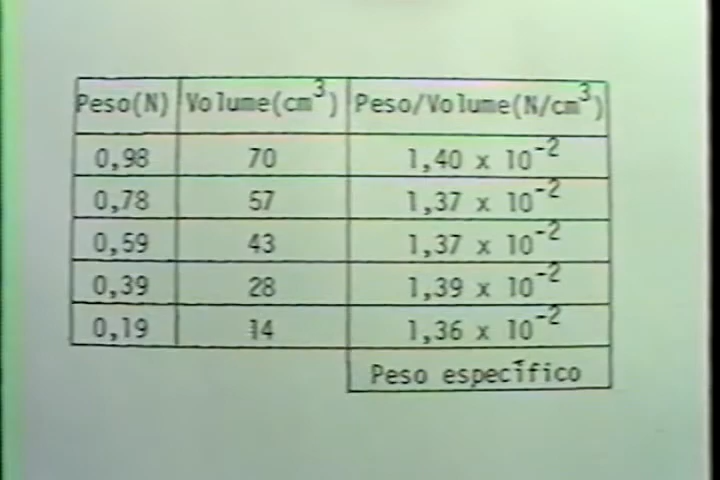 Peso(N) Volume(cm³) Peso/Volume(N/cm³)
0,98 70 1,40 x 10⁻²
0,78 57 1,37 x 10⁻²
0,59 43 1,37 x 10⁻²
0,39 28 1,39 x 10⁻²
0,19 14 1,36 x 10⁻²
Peso específico